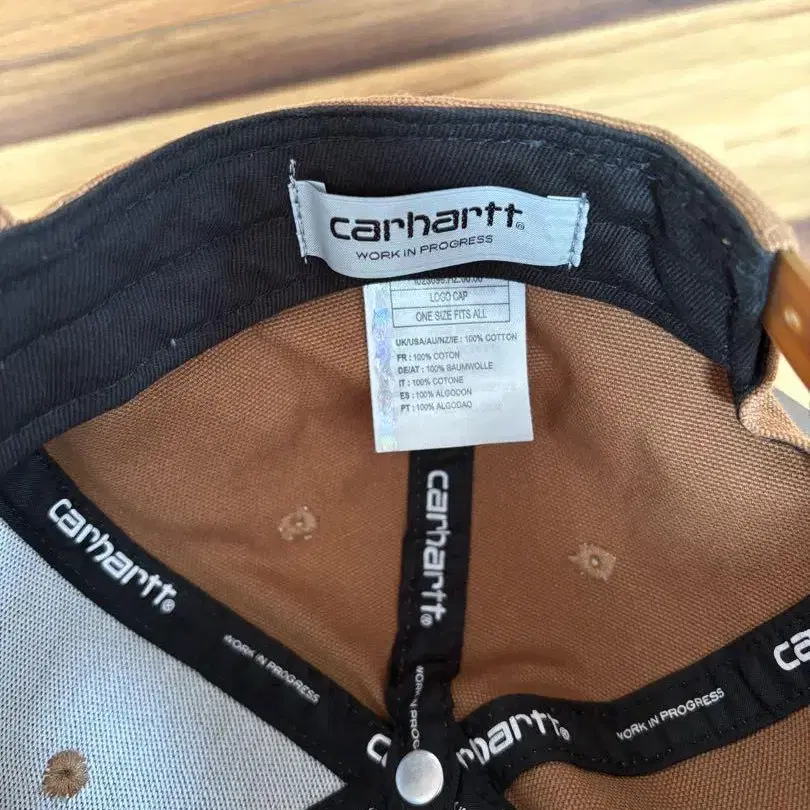 carhartt®
WORK IN PROGRESS
LOGO CAP
ONE SIZE FITS ALL
UK/USA/AU/NZ/IE : 100% COTTON
FR : 100% COTON
DE/AT : 100% BAUMWOLLE
IT : 100% COTONE
ES : 100% ALGODON
PT : 100% ALGODAO
carhartt®
WORK IN PROGRESS
carhartt®
WORK IN PROGRESS
WORK IN PROGRESS